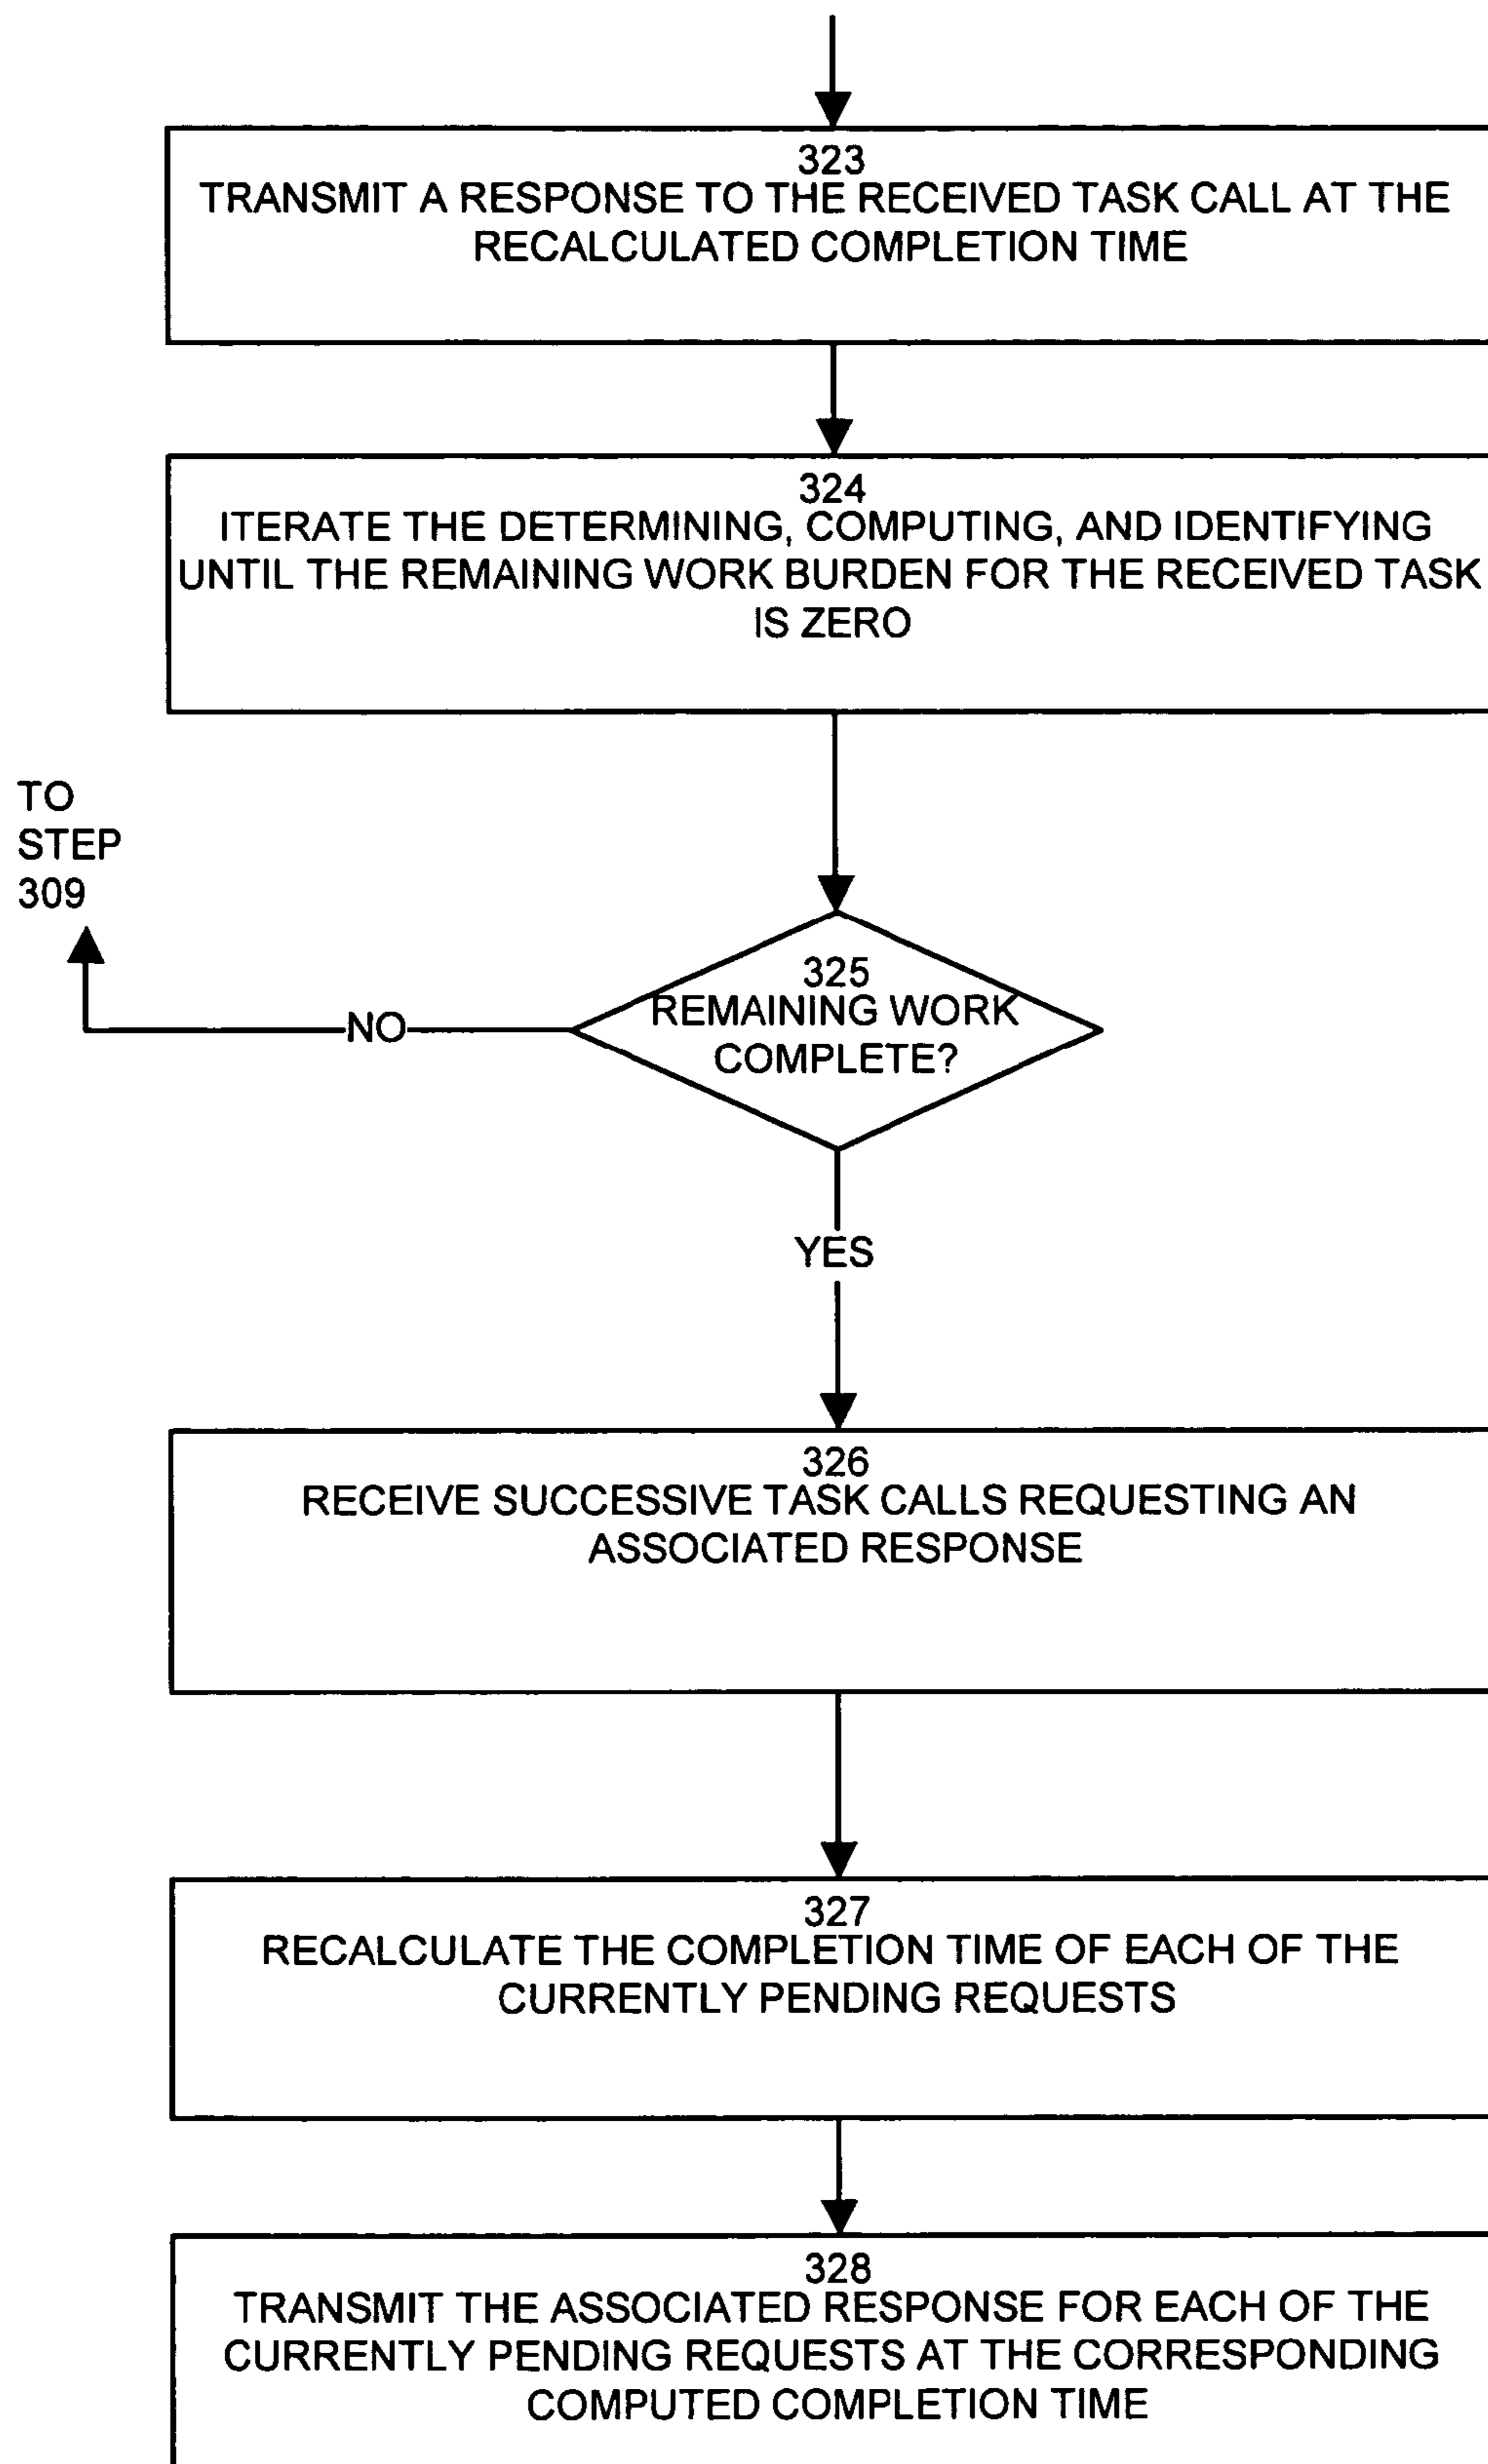 323
TRANSMIT A RESPONSE TO THE RECEIVED TASK CALL AT THE
RECALCULATED COMPLETION TIME
324
ITERATE THE DETERMINING, COMPUTING, AND IDENTIFYING
UNTIL THE REMAINING WORK BURDEN FOR THE RECEIVED TASK
IS ZERO
TO
STEP
309
325
REMAINING WORK
COMPLETE?
NO
YES
326
RECEIVE SUCCESSIVE TASK CALLS REQUESTING AN
ASSOCIATED RESPONSE
327
RECALCULATE THE COMPLETION TIME OF EACH OF THE
CURRENTLY PENDING REQUESTS
328
TRANSMIT THE ASSOCIATED RESPONSE FOR EACH OF THE
CURRENTLY PENDING REQUESTS AT THE CORRESPONDING
COMPUTED COMPLETION TIME